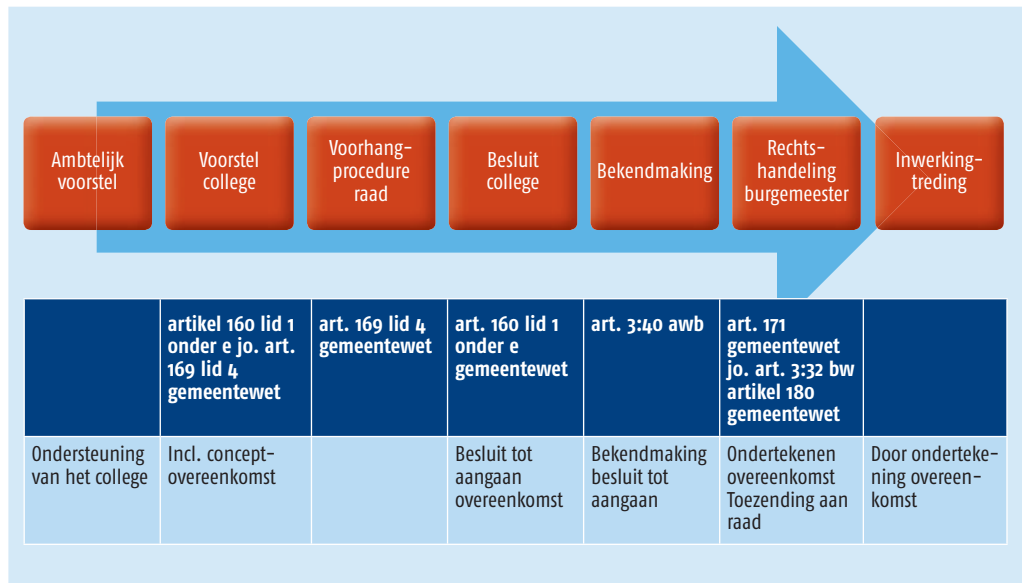 Ambtelijk
voorstel
Voorstel
college
Voorhang-
procedure
raad
Besluit
college
Bekendmaking
Rechts-
handeling
burgemeester
Inwerking-
treding
artikel 160 lid 1
onder e jo. art.
169 lid 4
gemeentewet
art. 169 lid 4
gemeentewet
art. 160 lid 1
onder e
gemeentewet
art. 3:40 awb
art. 171
gemeentewet
jo. art. 3:32 bw
artikel 180
gemeentewet
Ondersteuning
van het college
Incl. concept-
overeenkomst
Besluit tot
aangaan
overeenkomst
Bekendmaking
besluit tot
aangaan
Ondertekenen
overeenkomst
Toezending aan
raad
Door onderteke-
ning overeen-
komst